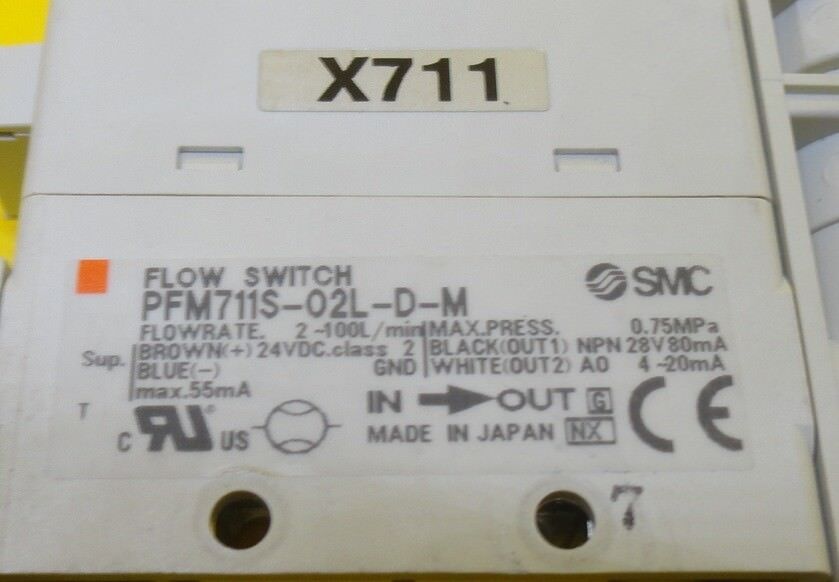 X711
FLOW SWITCH
SMC
PFM711S-02L-D-M
FLOWRATE. 2~100L/min MAX.PRESS. 0.75MPa
Sup. BROWN(+) 24VDC.class 2 BLACK(OUT1) NPN 28V 80mA
BLUE(-) GND WHITE(OUT2) AO 4~20mA
max.55mA
T
IN OUT G CE
C RU US
MADE IN JAPAN NX
7